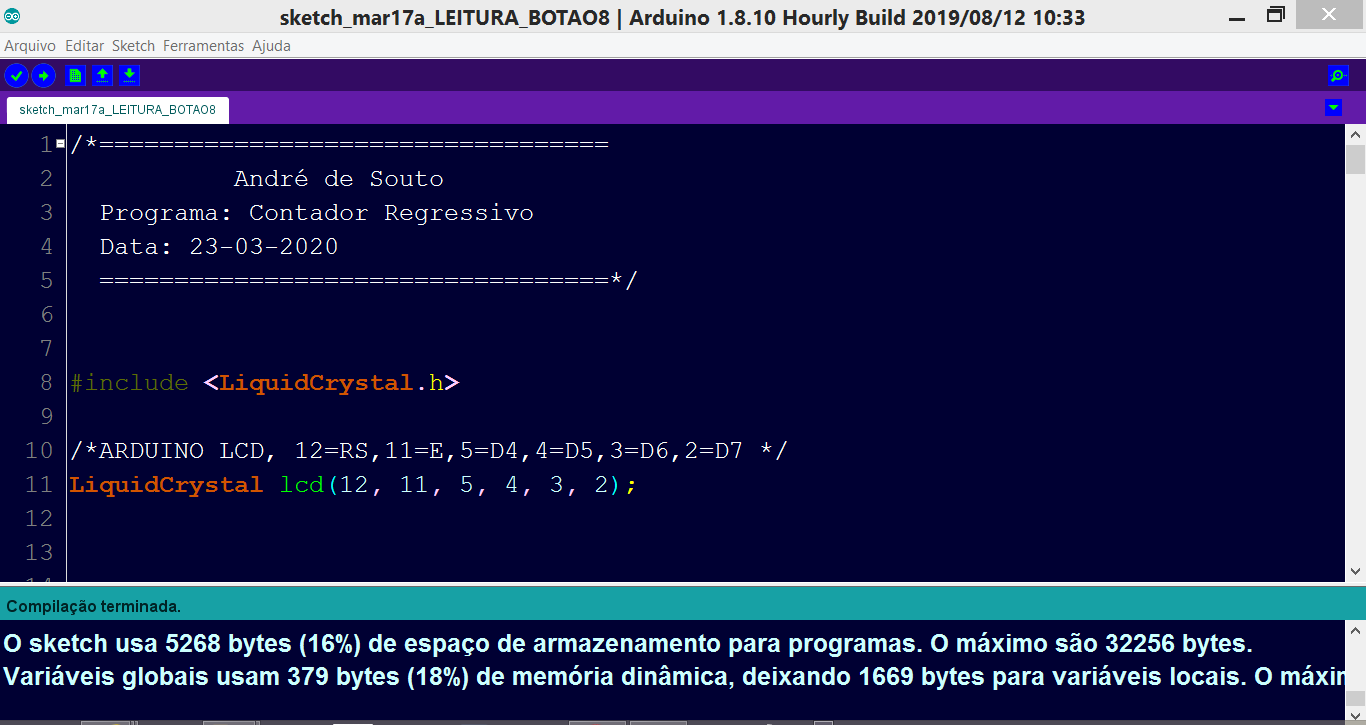 sketch_mar17a_LEITURA_BOTAO8 | Arduino 1.8.10 Hourly Build 2019/08/12 10:33
Arquivo Editar Sketch Ferramentas Ajuda
sketch_mar17a_LEITURA_BOTAO8
1 /*==================================
2 André de Souto
3 Programa: Contador Regressivo
4 Data: 23-03-2020
5 ==================================*/
6
7
8 #include <LiquidCrystal.h>
9
10 /*ARDUINO LCD, 12=RS,11=E,5=D4,4=D5,3=D6,2=D7 */
11 LiquidCrystal lcd(12, 11, 5, 4, 3, 2);
12
13
Compilação terminada.
O sketch usa 5268 bytes (16%) de espaço de armazenamento para programas. O máximo são 32256 bytes.
Variáveis globais usam 379 bytes (18%) de memória dinâmica, deixando 1669 bytes para variáveis locais. O